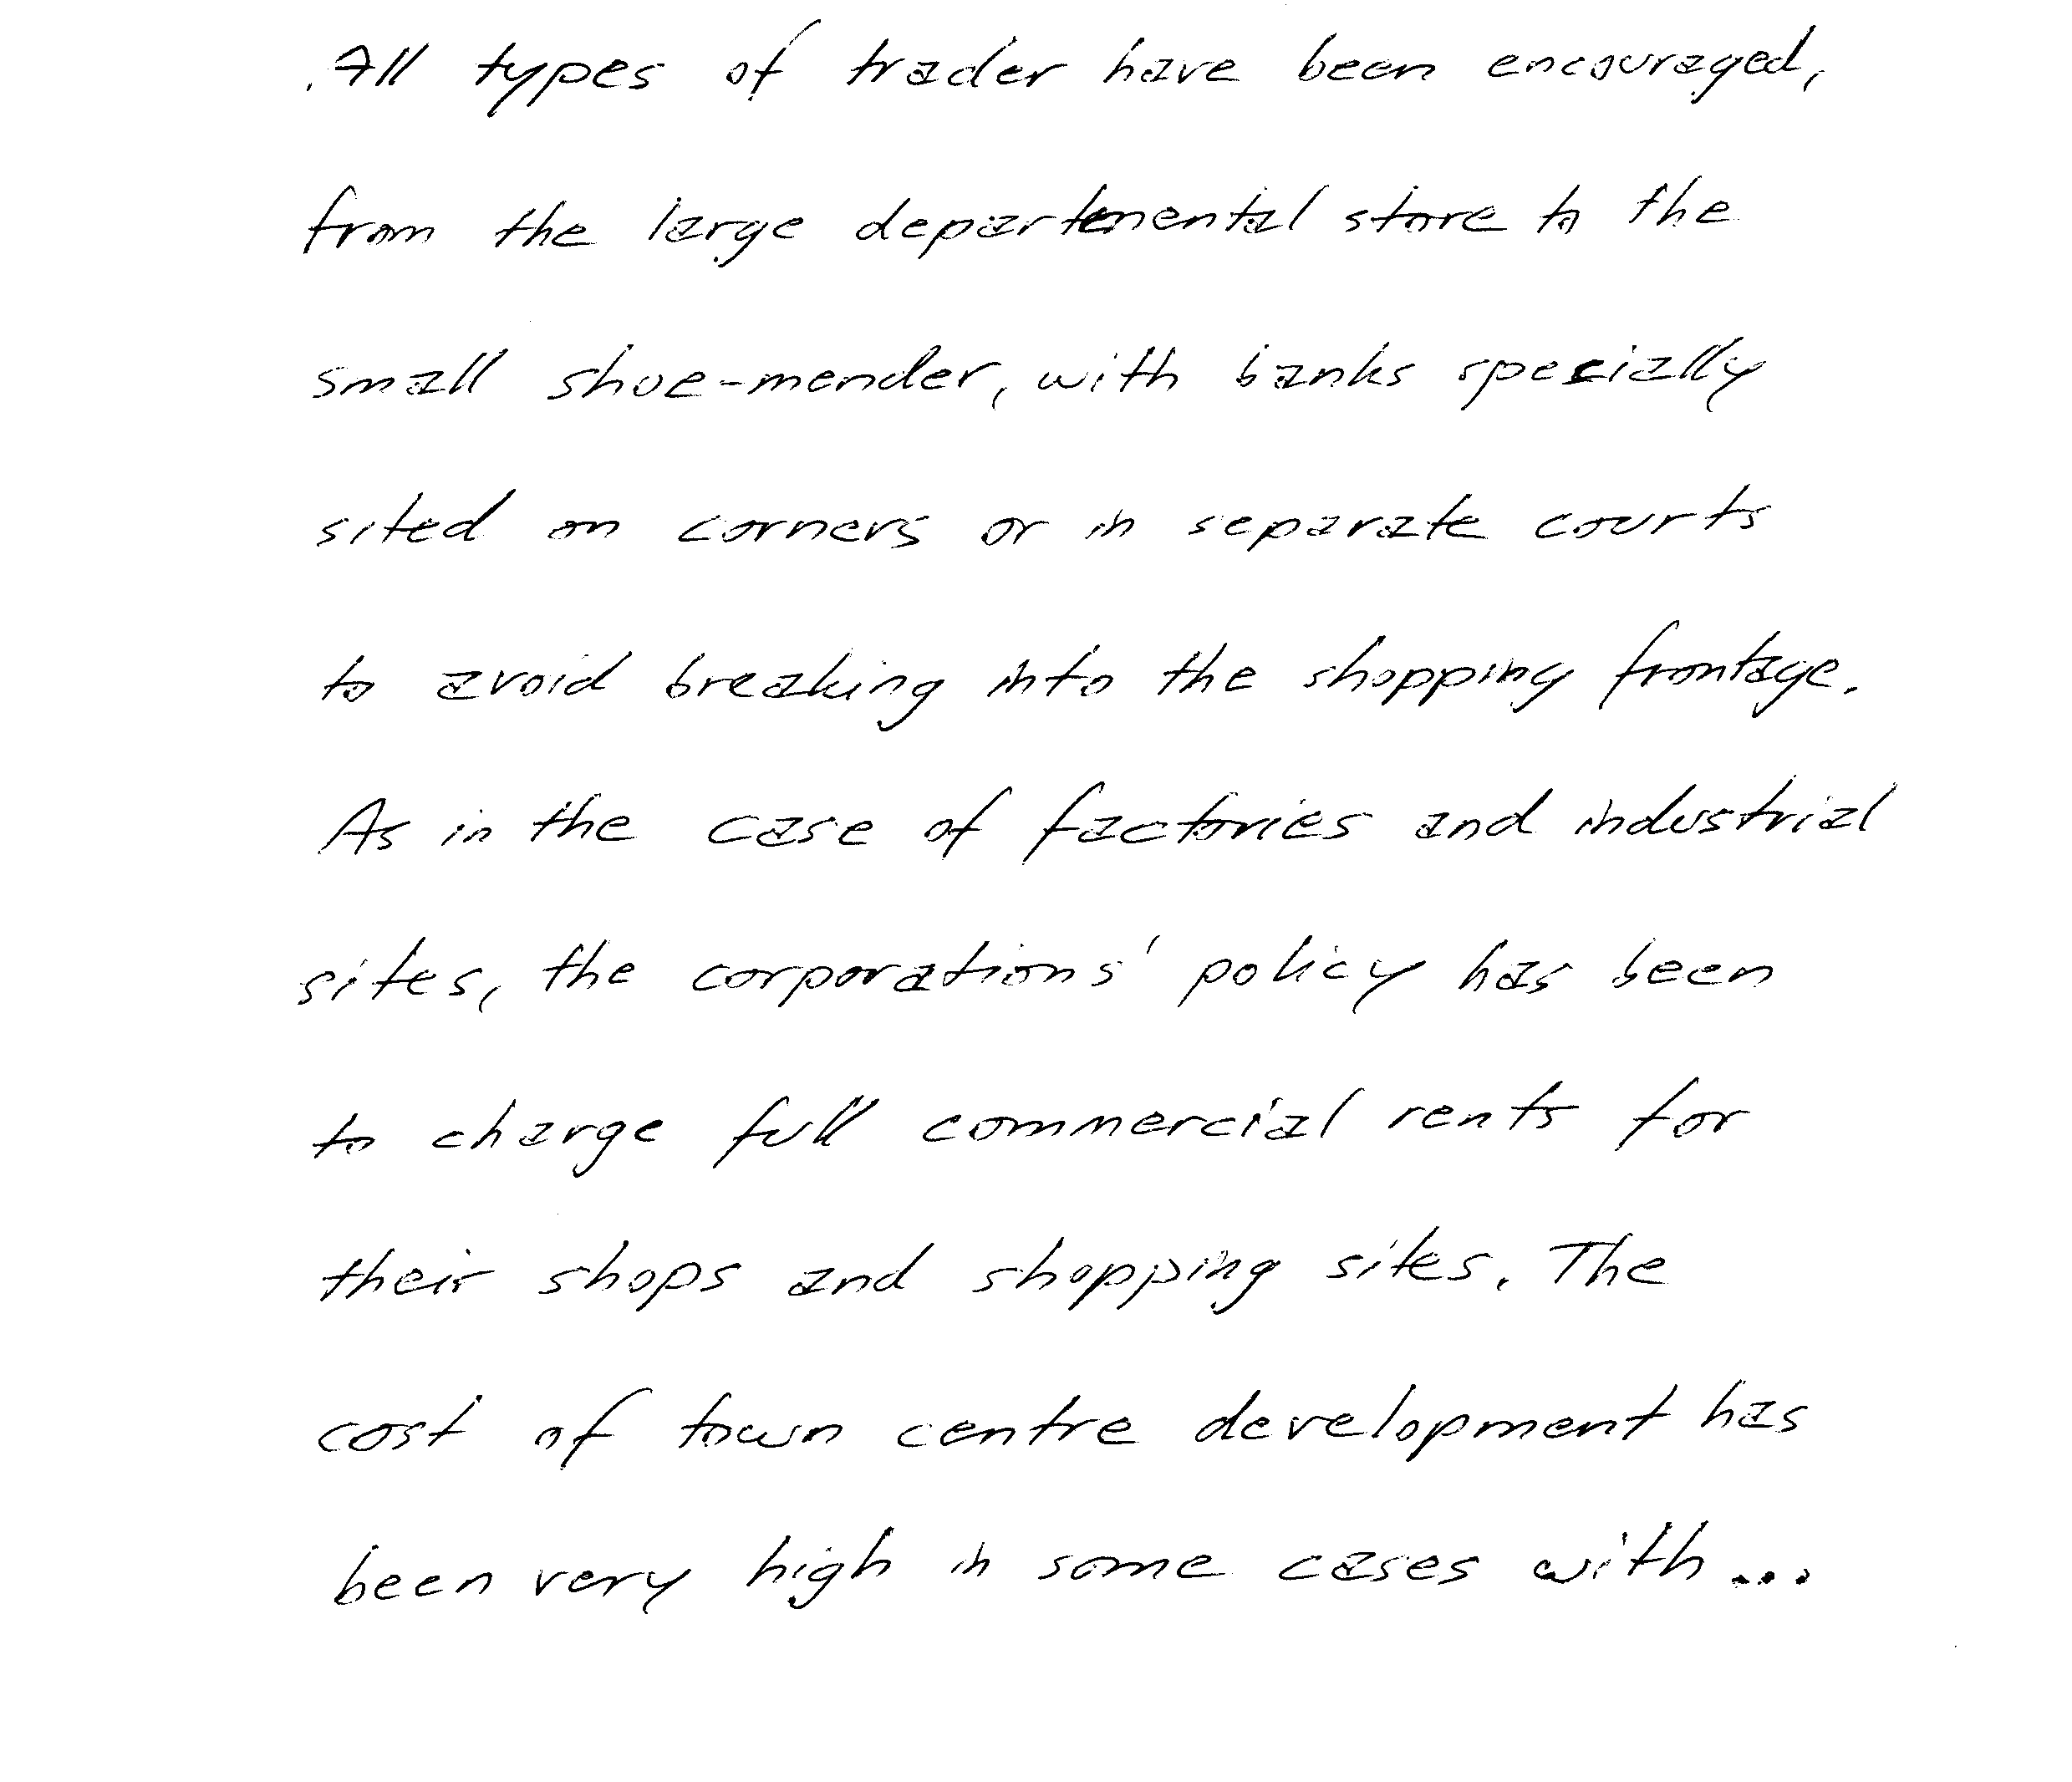 All types of trader have been encouraged,
from the large departmental store to the
small shoe-mender, with banks specially
sited on corners or in separate courts
to avoid breaking into the shopping frontage.
As in the case of factories and industrial
sites, the corporations' policy has been
to charge full commercial rents for
their shops and shopping sites. The
cost of town centre development has
been very high in some cases with...